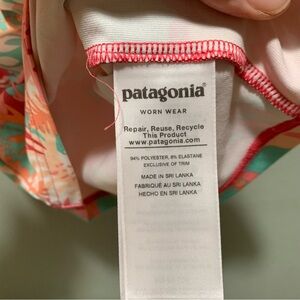 patagonia®
WORN WEAR
Repair, Reuse, Recycle
This Product
www.patagonia.com
94% POLYESTER, 6% ELASTANE
EXCLUSIVE OF TRIM
MADE IN SRI LANKA
FABRIQUÉ AU SRI LANKA
HECHO EN SRI LANKA